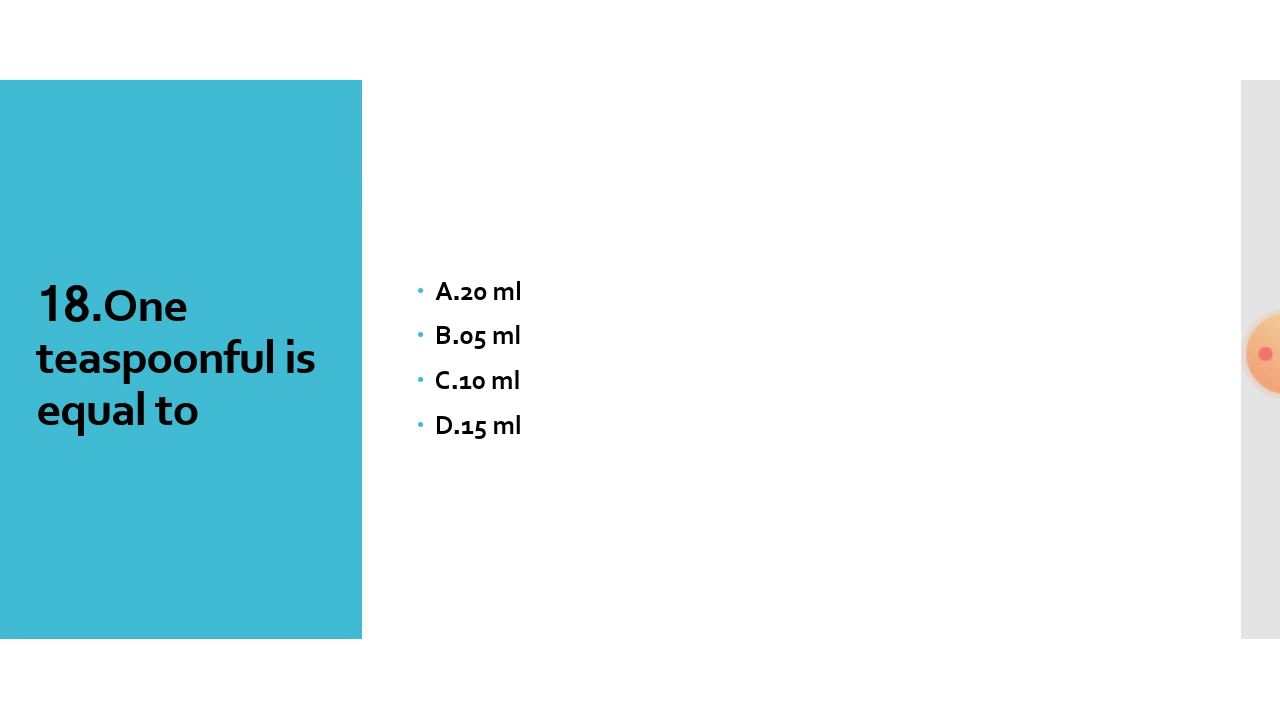 18.One
teaspoonful is
equal to
• A.20 ml
• B.05 ml
• C.10 ml
• D.15 ml